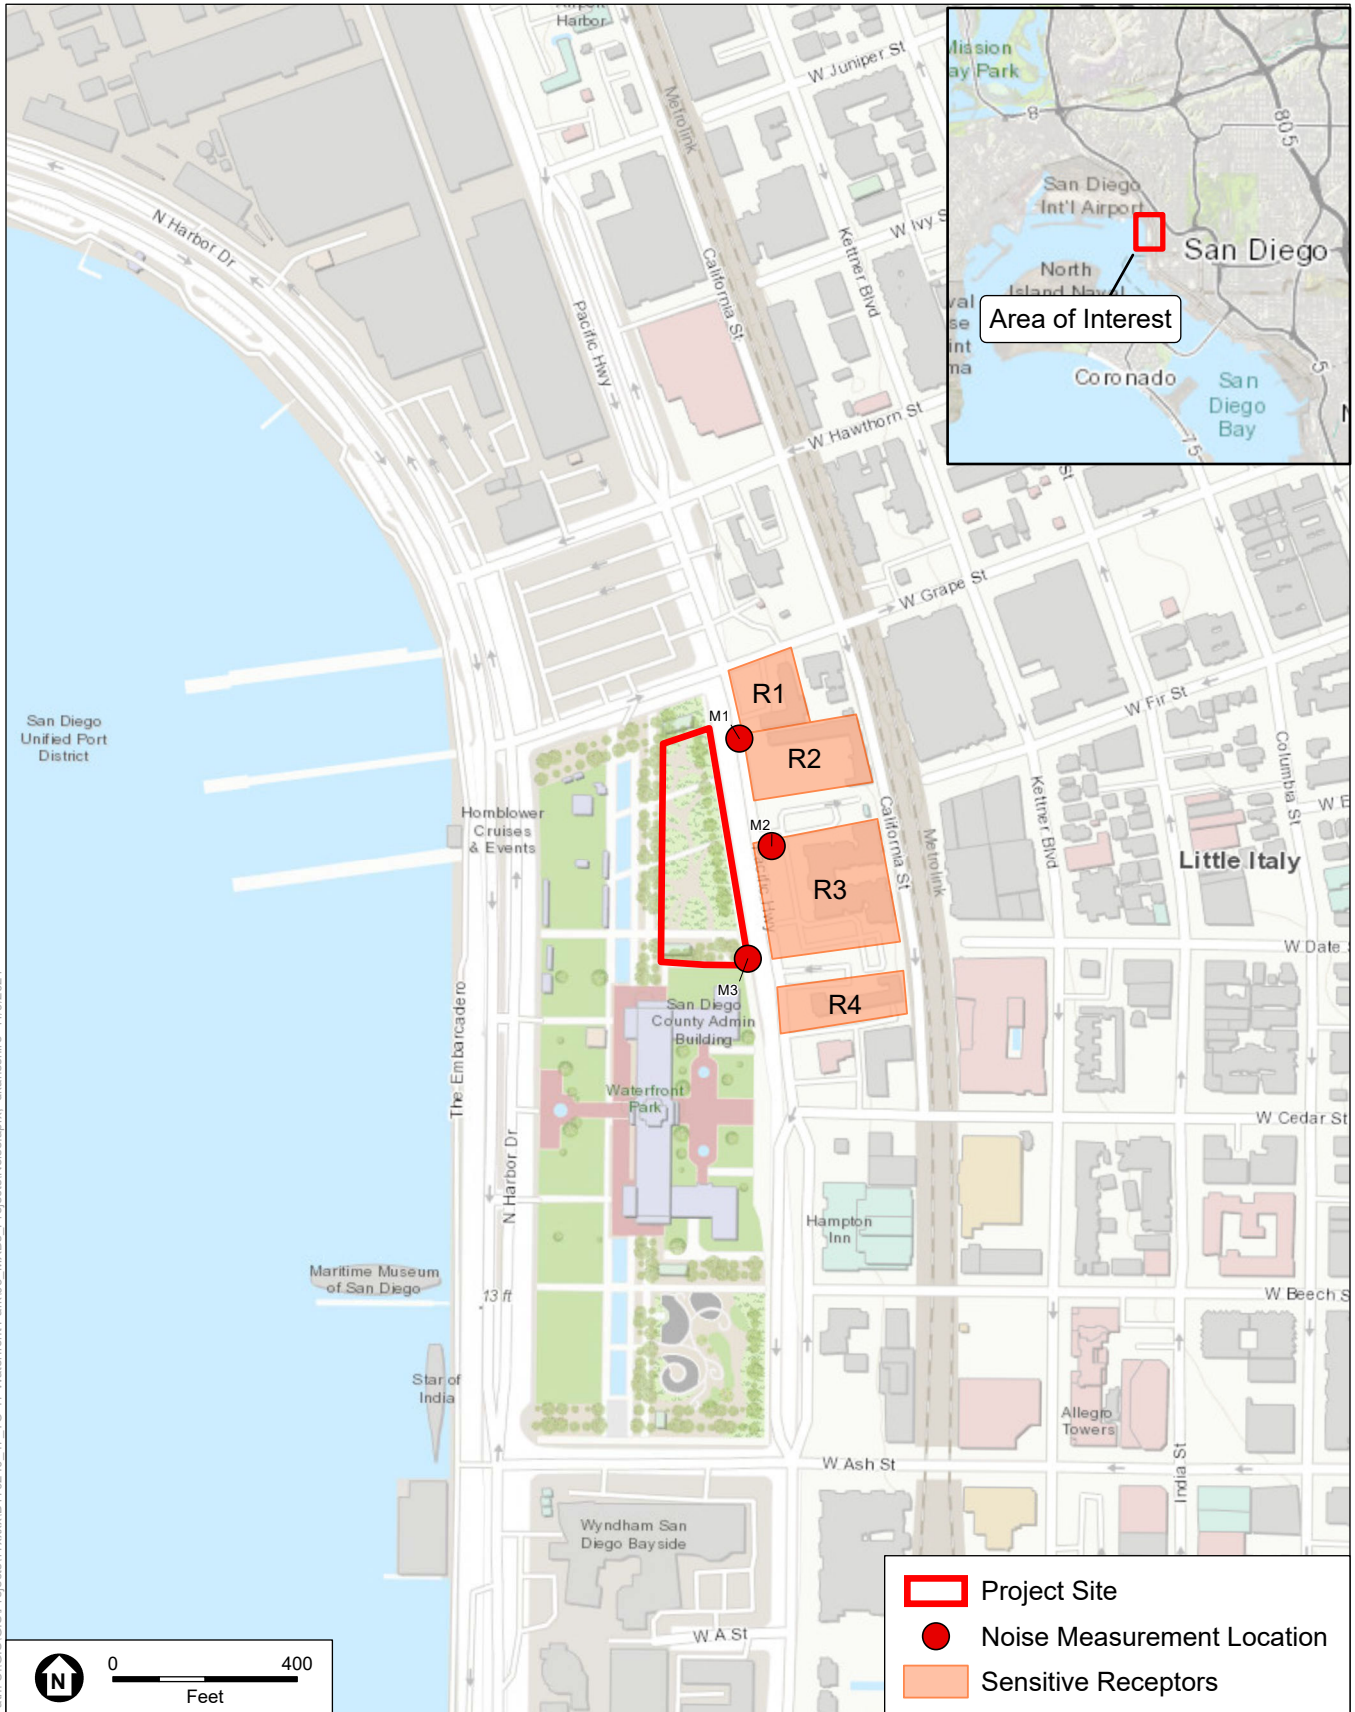 Harbor
W Juniper St
Metrolink
N Harbor Dr
California St
Kettner Blvd
W Ivy S
Pacific Hwy
W Hawthorn St
Mission
ay Park
8
805
San Diego
Int'l Airport
San Diego
North
Island Naval
Area of Interest
Coronado
San
Diego
Bay
5
75
St
W Grape St
R1
W Fir St
M1
San Diego
Unified Port
District
R2
Columbia St
Hornblower
Cruises
& Events
M2
California St
Metrolink
Kettner Blvd
Little Italy
R3
Pacific Hwy
W Date
M3
R4
San Diego
County Admin
Building
The Embarcadero
Waterfront
Park
W Cedar St
N Harbor Dr
Hampton
Inn
Maritime Museum
of San Diego
13 ft
W Beech S
Star of
India
Allegro
Towers
W Ash St
India St
Wyndham San
Diego Bayside
W A St
N
0
400
Feet
Project Site
Noise Measurement Location
Sensitive Receptors